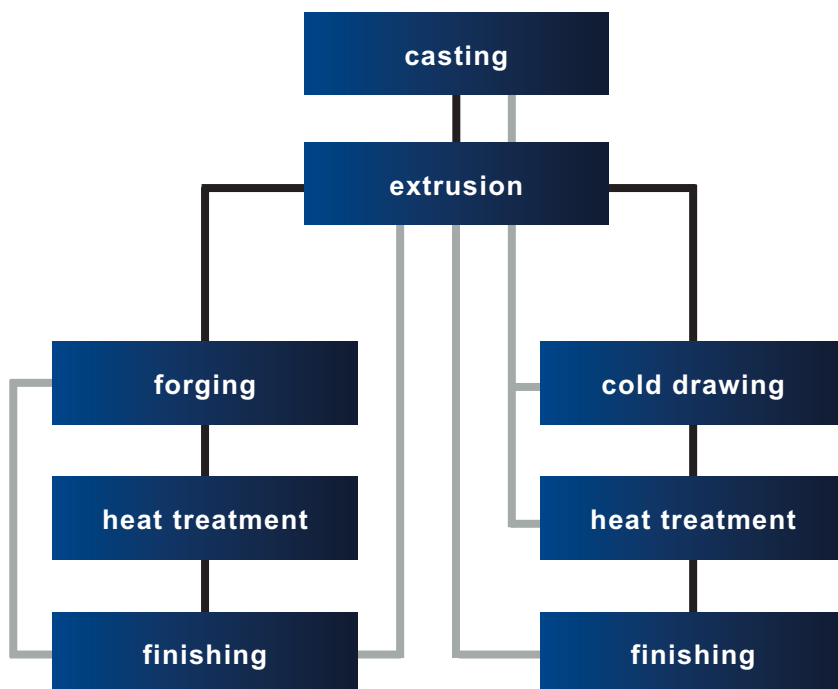 casting
extrusion
forging
cold drawing
heat treatment
heat treatment
finishing
finishing